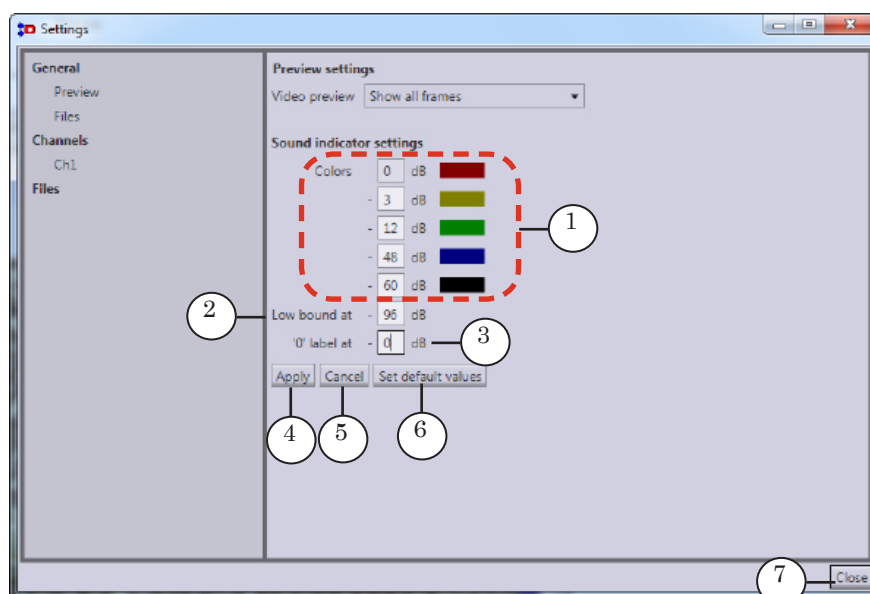 Settings
General
Preview
Files
Channels
Ch1
Files
Preview settings
Video preview Show all frames
Sound indicator settings
Colors 0 dB
- 3 dB
- 12 dB
- 48 dB
- 60 dB
Low bound at - 96 dB
'0' label at - 0 dB
Apply Cancel Set default values
Close
1
2
3
4
5
6
7